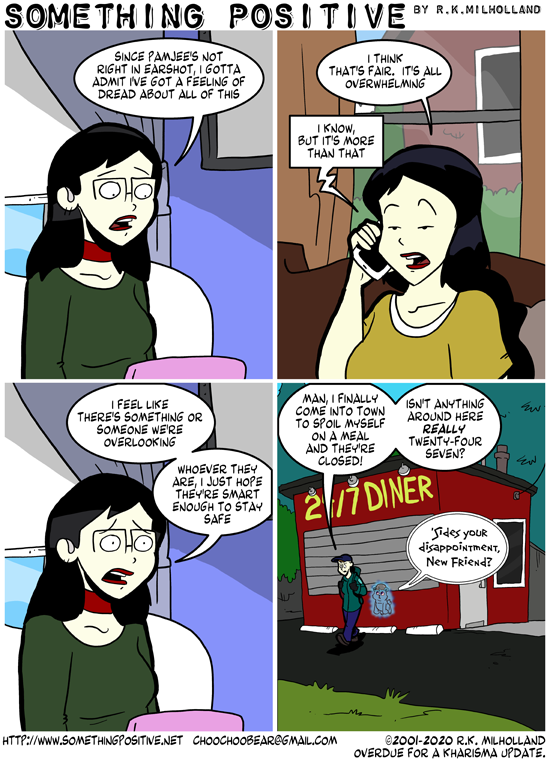 SOMETHING POSITIVE BY R.K.MILHOLLAND
SINCE PAMJEE'S NOT
RIGHT IN EARSHOT, I GOTTA
ADMIT I'VE GOT A FEELING OF
DREAD ABOUT ALL OF THIS
I THINK
THAT'S FAIR. IT'S ALL
OVERWHELMING
I KNOW,
BUT IT'S MORE
THAN THAT
I FEEL LIKE
THERE'S SOMETHING OR
SOMEONE WE'RE
OVERLOOKING
WHOEVER THEY
ARE, I JUST HOPE
THEY'RE SMART
ENOUGH TO STAY
SAFE
MAN, I FINALLY
COME INTO TOWN
TO SPOIL MYSELF
ON A MEAL
AND THEY'RE
CLOSED!
ISN'T ANYTHING
AROUND HERE
REALLY
TWENTY-FOUR
SEVEN?
24/7 DINER
'Sides your
disappointment,
New Friend?
HTTP://WWW.SOMETHINGPOSITIVE.NET CHOOCHOOBEAR@GMAIL.COM
©2001-2020 R.K. MILHOLLAND
OVERDUE FOR A KHARISMA UPDATE.